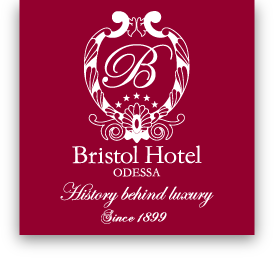 B
Bristol Hotel
ODESSA
History behind luxury
Since 1899